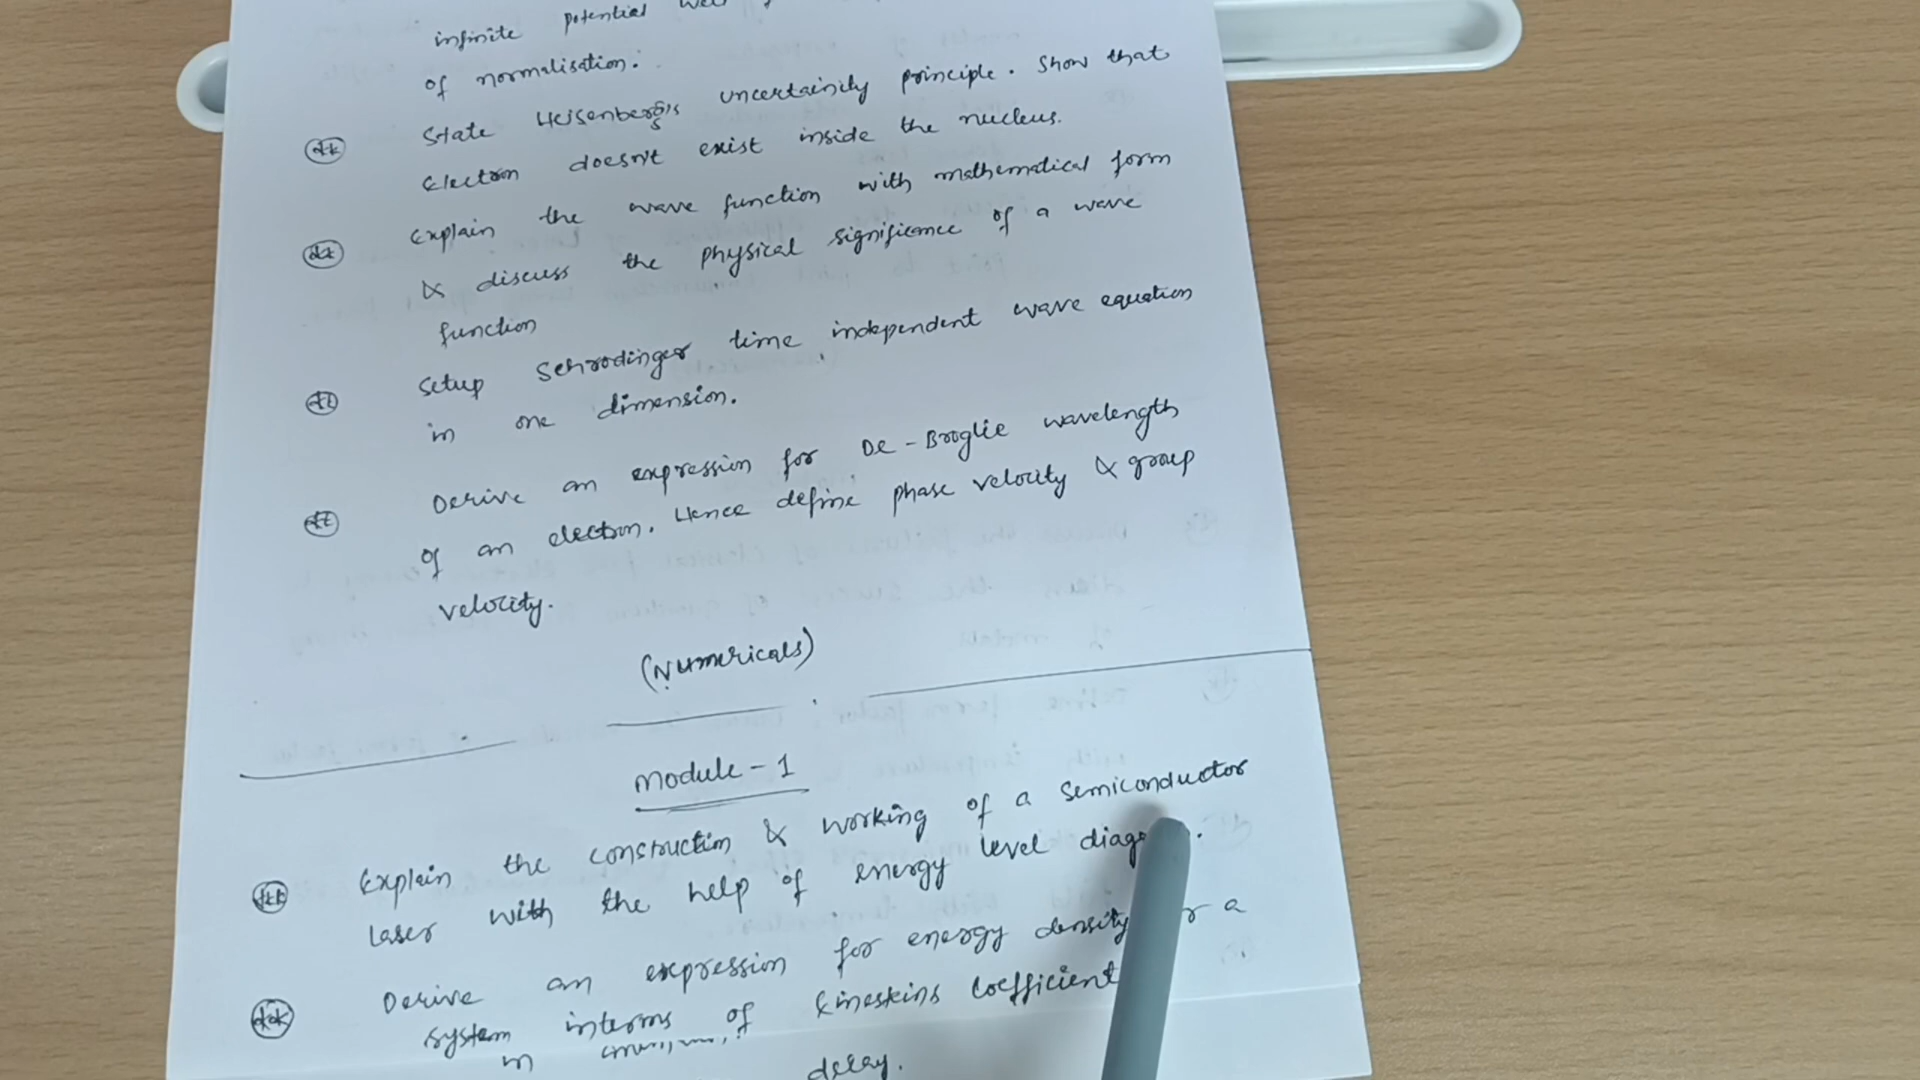 infinite potential well
of normalisation.
State Heisenberg's uncertainity principle. Show that
electron doesn't exist inside the nucleus.
Explain the wave function with mathematical form
& discuss the physical significance of a wave
function
Setup Schrodinger time independent wave equation
in one dimension.
Derive an expression for De-Broglie wavelength
of an electron. Hence define phase velocity & group
velocity.
(Numericals)
Module - 1
Explain the construction & working of a semiconductor
laser with the help of energy level
Derive an expression for energy density a
system interms of Eineskins coefficient
in
decay.